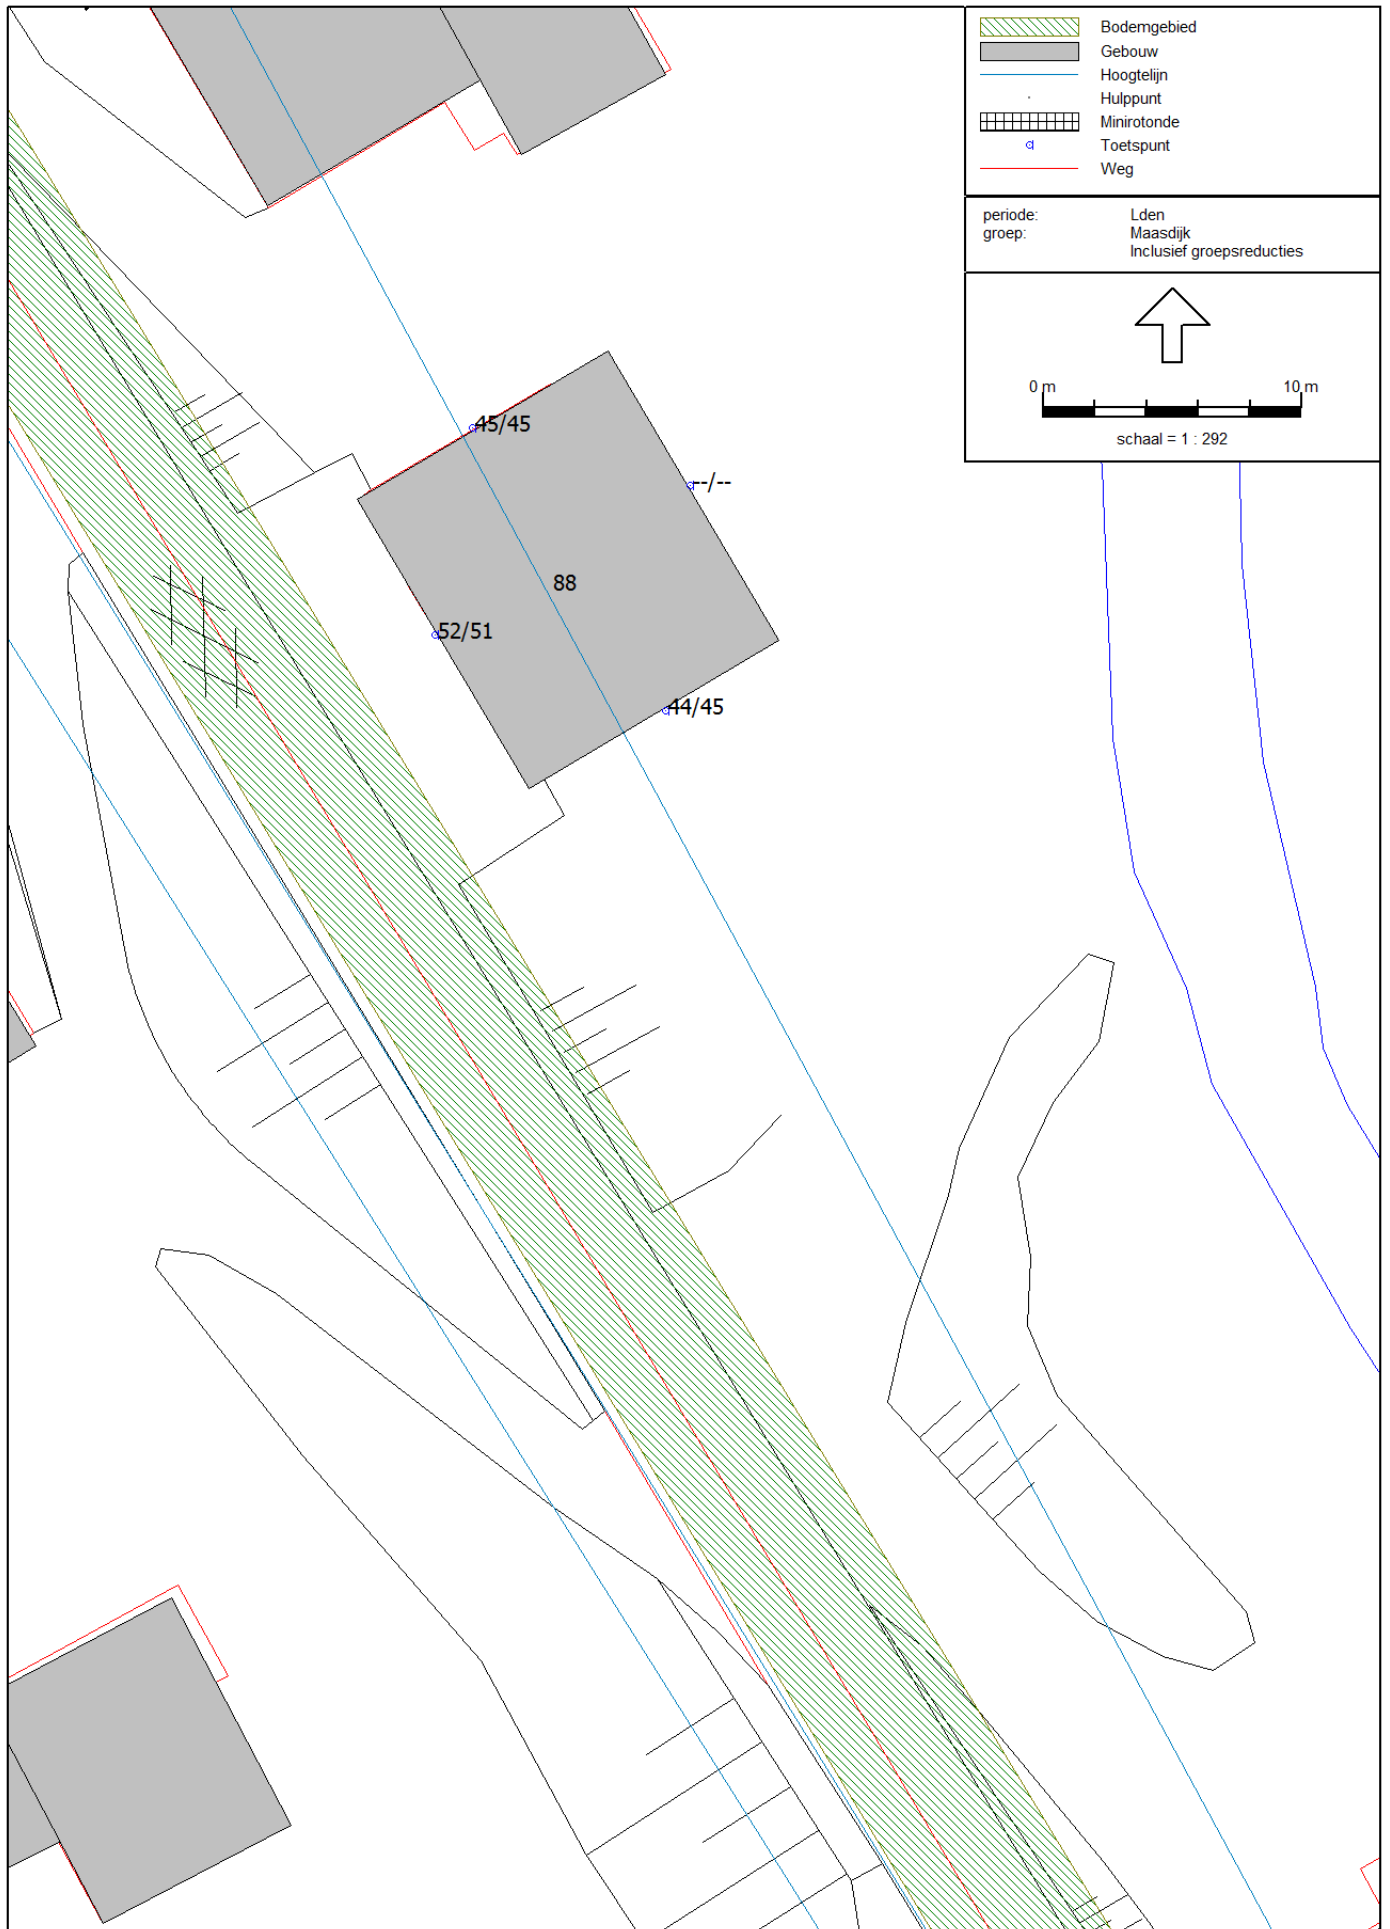 Bodemgebied
Gebouw
Hoogtelijn
Hulppunt
Minirotonde
Toetspunt
Weg
periode: Lden
groep: Maasdijk
Inclusief groepsreducties
0 m 10 m
schaal = 1 : 292
45/45
--/--
88
52/51
44/45